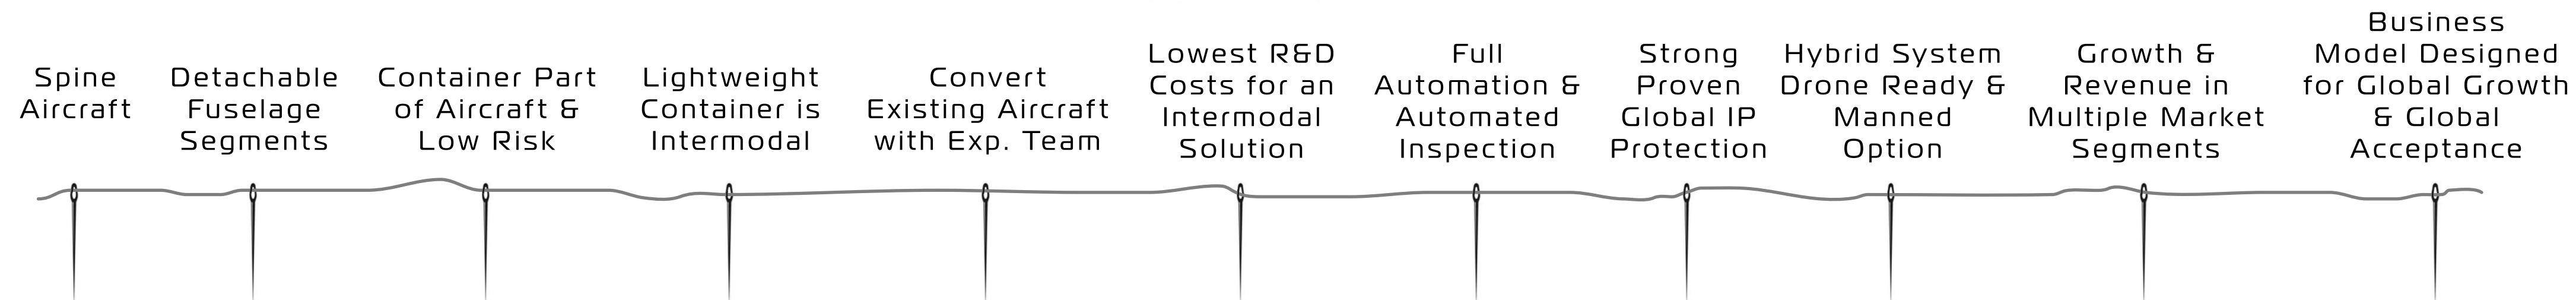 Spine
Aircraft
Detachable
Fuselage
Segments
Container Part
of Aircraft &
Low Risk
Lightweight
Container is
Intermodal
Convert
Existing Aircraft
with Exp. Team
Lowest R&D
Costs for an
Intermodal
Solution
Full
Automation &
Automated
Inspection
Strong
Proven
Global IP
Protection
Hybrid System
Drone Ready &
Manned
Option
Growth &
Revenue in
Multiple Market
Segments
Business
Model Designed
for Global Growth
& Global
Acceptance